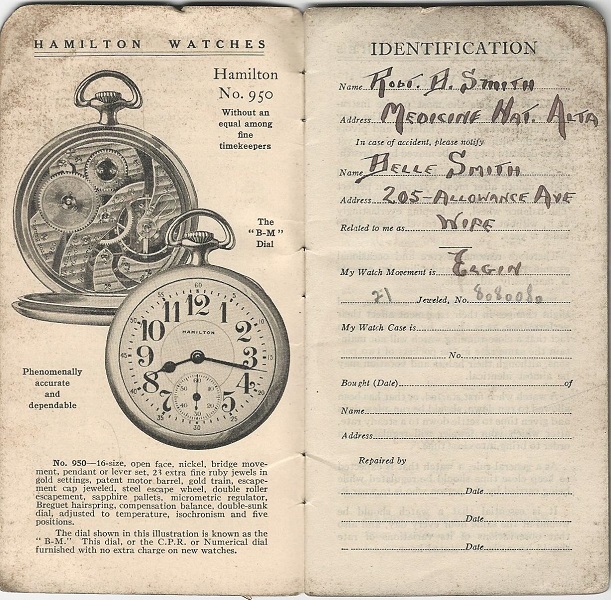 HAMILTON WATCHES
Hamilton
No. 950
Without an
equal among
fine
timekeepers
The
"B-M"
Dial
HAMILTON
Phenomenally
accurate
and
dependable
No. 950—16-size, open face, nickel, bridge move-
ment, pendant or lever set, 23 extra fine ruby jewels in
gold settings, patent motor barrel, gold train, escape-
ment cap jeweled, steel escape wheel, double roller
escapement, sapphire pallets, micrometric regulator,
Breguet hairspring, compensation balance, double-sunk
dial, adjusted to temperature, isochronism and five
positions.
The dial shown in this illustration is known as the
"B-M." This dial, or the C.P.R. or Numerical dial
furnished with no extra charge on new watches.
IDENTIFICATION
Name Robt. A. Smith
Address Medicine Hat. Alta
In case of accident, please notify
Name Belle Smith
Address 205-Allowance Ave
Related to me as Wife
My Watch Movement is Elgin
21 Jeweled, No. 8080080
My Watch Case is
No.
Bought (Date) of
Name
Address
Repaired by
Date
Date
Date